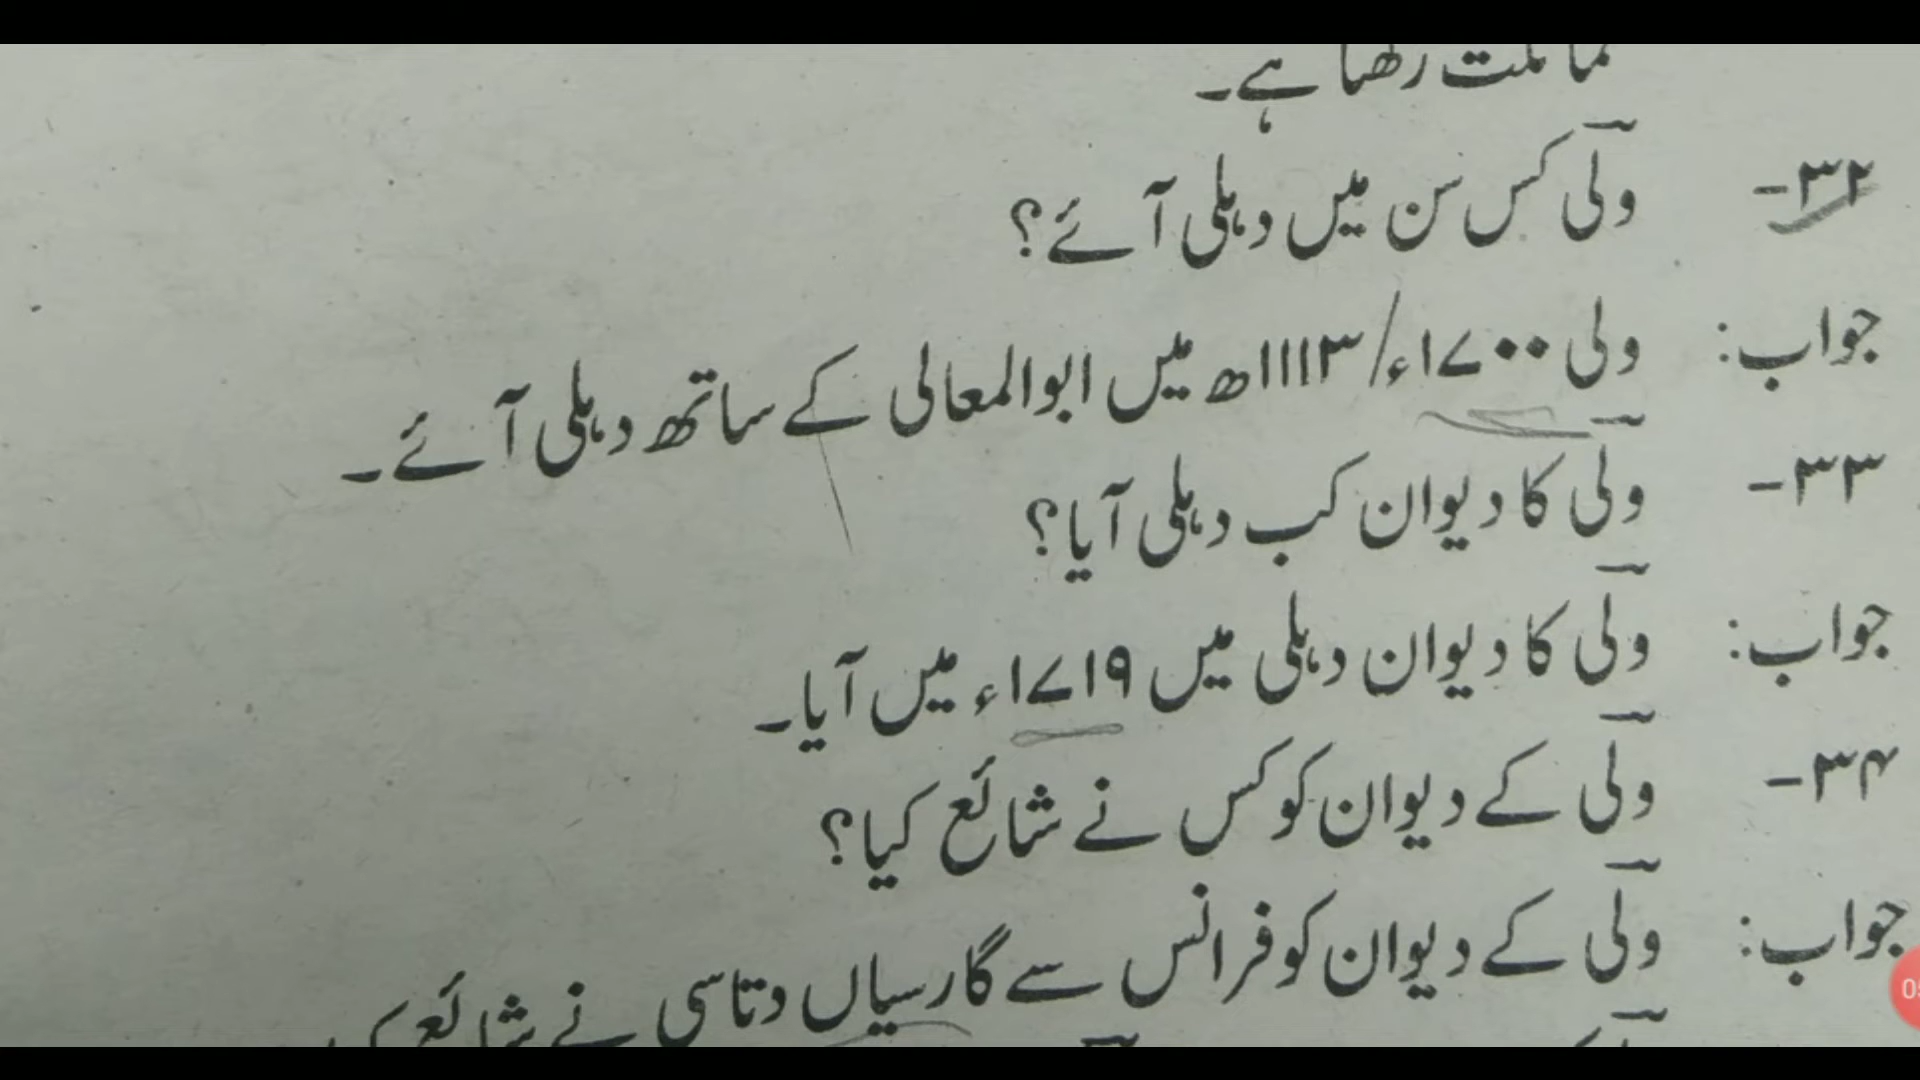 رکھتا ہے۔
۳۲- ولیؔ کس سن میں دہلی آئے؟
جواب: ولی ۱۷۰۰ء/۱۱۱۳ھ میں ابوالمعالی کے ساتھ دہلی آئے۔
۳۳- ولیؔ کا دیوان کب دہلی آیا؟
جواب: ولیؔ کا دیوان دہلی میں ۱۷۱۹ء میں آیا۔
۳۴- ولیؔ کے دیوان کو کس نے شائع کیا؟
جواب: ولیؔ کے دیوان کو فرانس سے گارسیاں دتاسی نے شائع